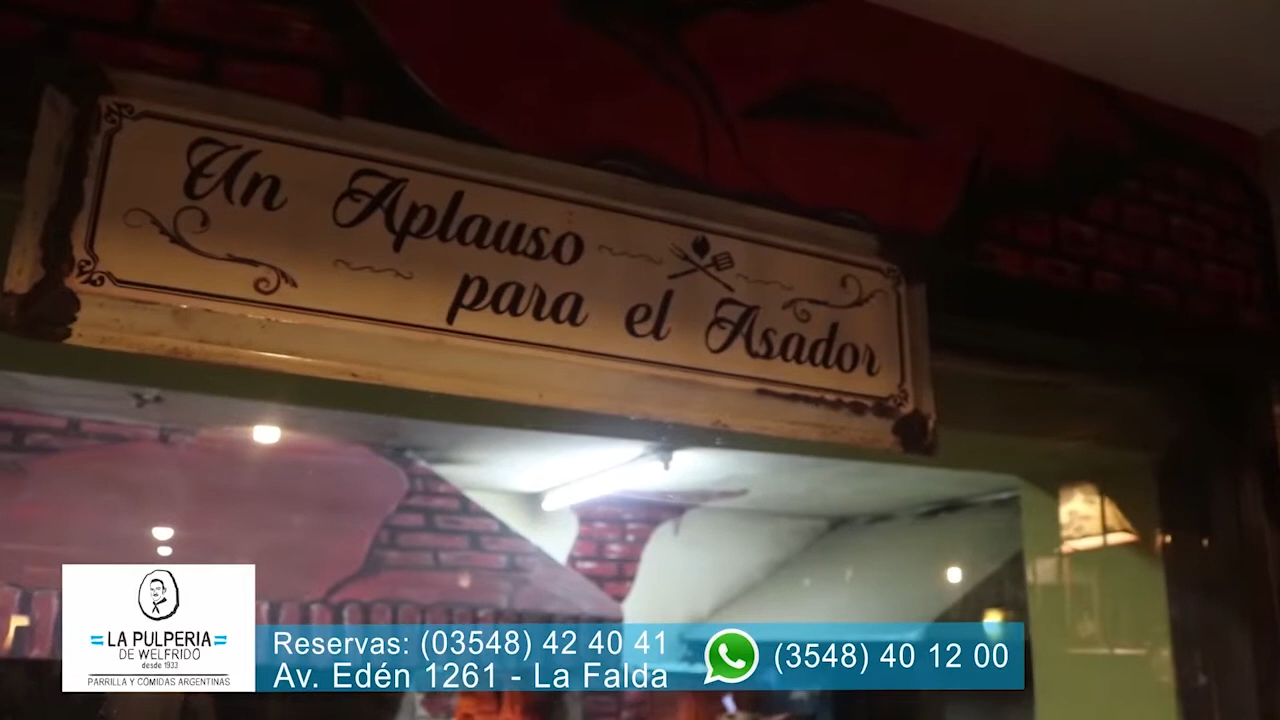 Un Aplauso
para el Asador
LA PULPERIA
DE WELFRIDO
desde 1933
PARRILLA Y COMIDAS ARGENTINAS
Reservas: (03548) 42 40 41
Av. Edén 1261 - La Falda
(3548) 40 12 00